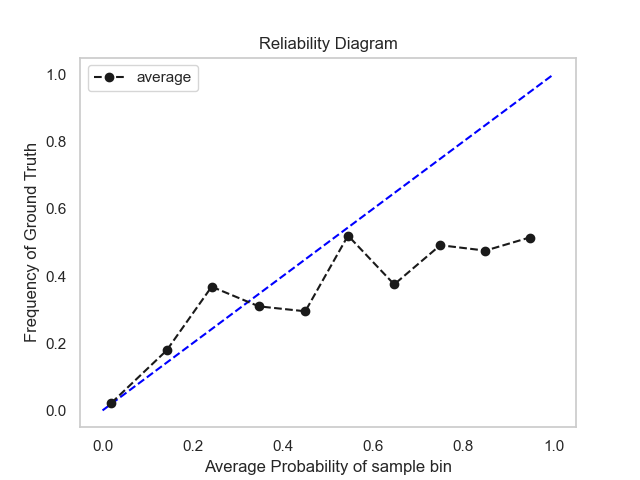 Reliability Diagram
average
Frequency of Ground Truth
1.0
0.8
0.6
0.4
0.2
0.0
0.0 0.2 0.4 0.6 0.8 1.0
Average Probability of sample bin